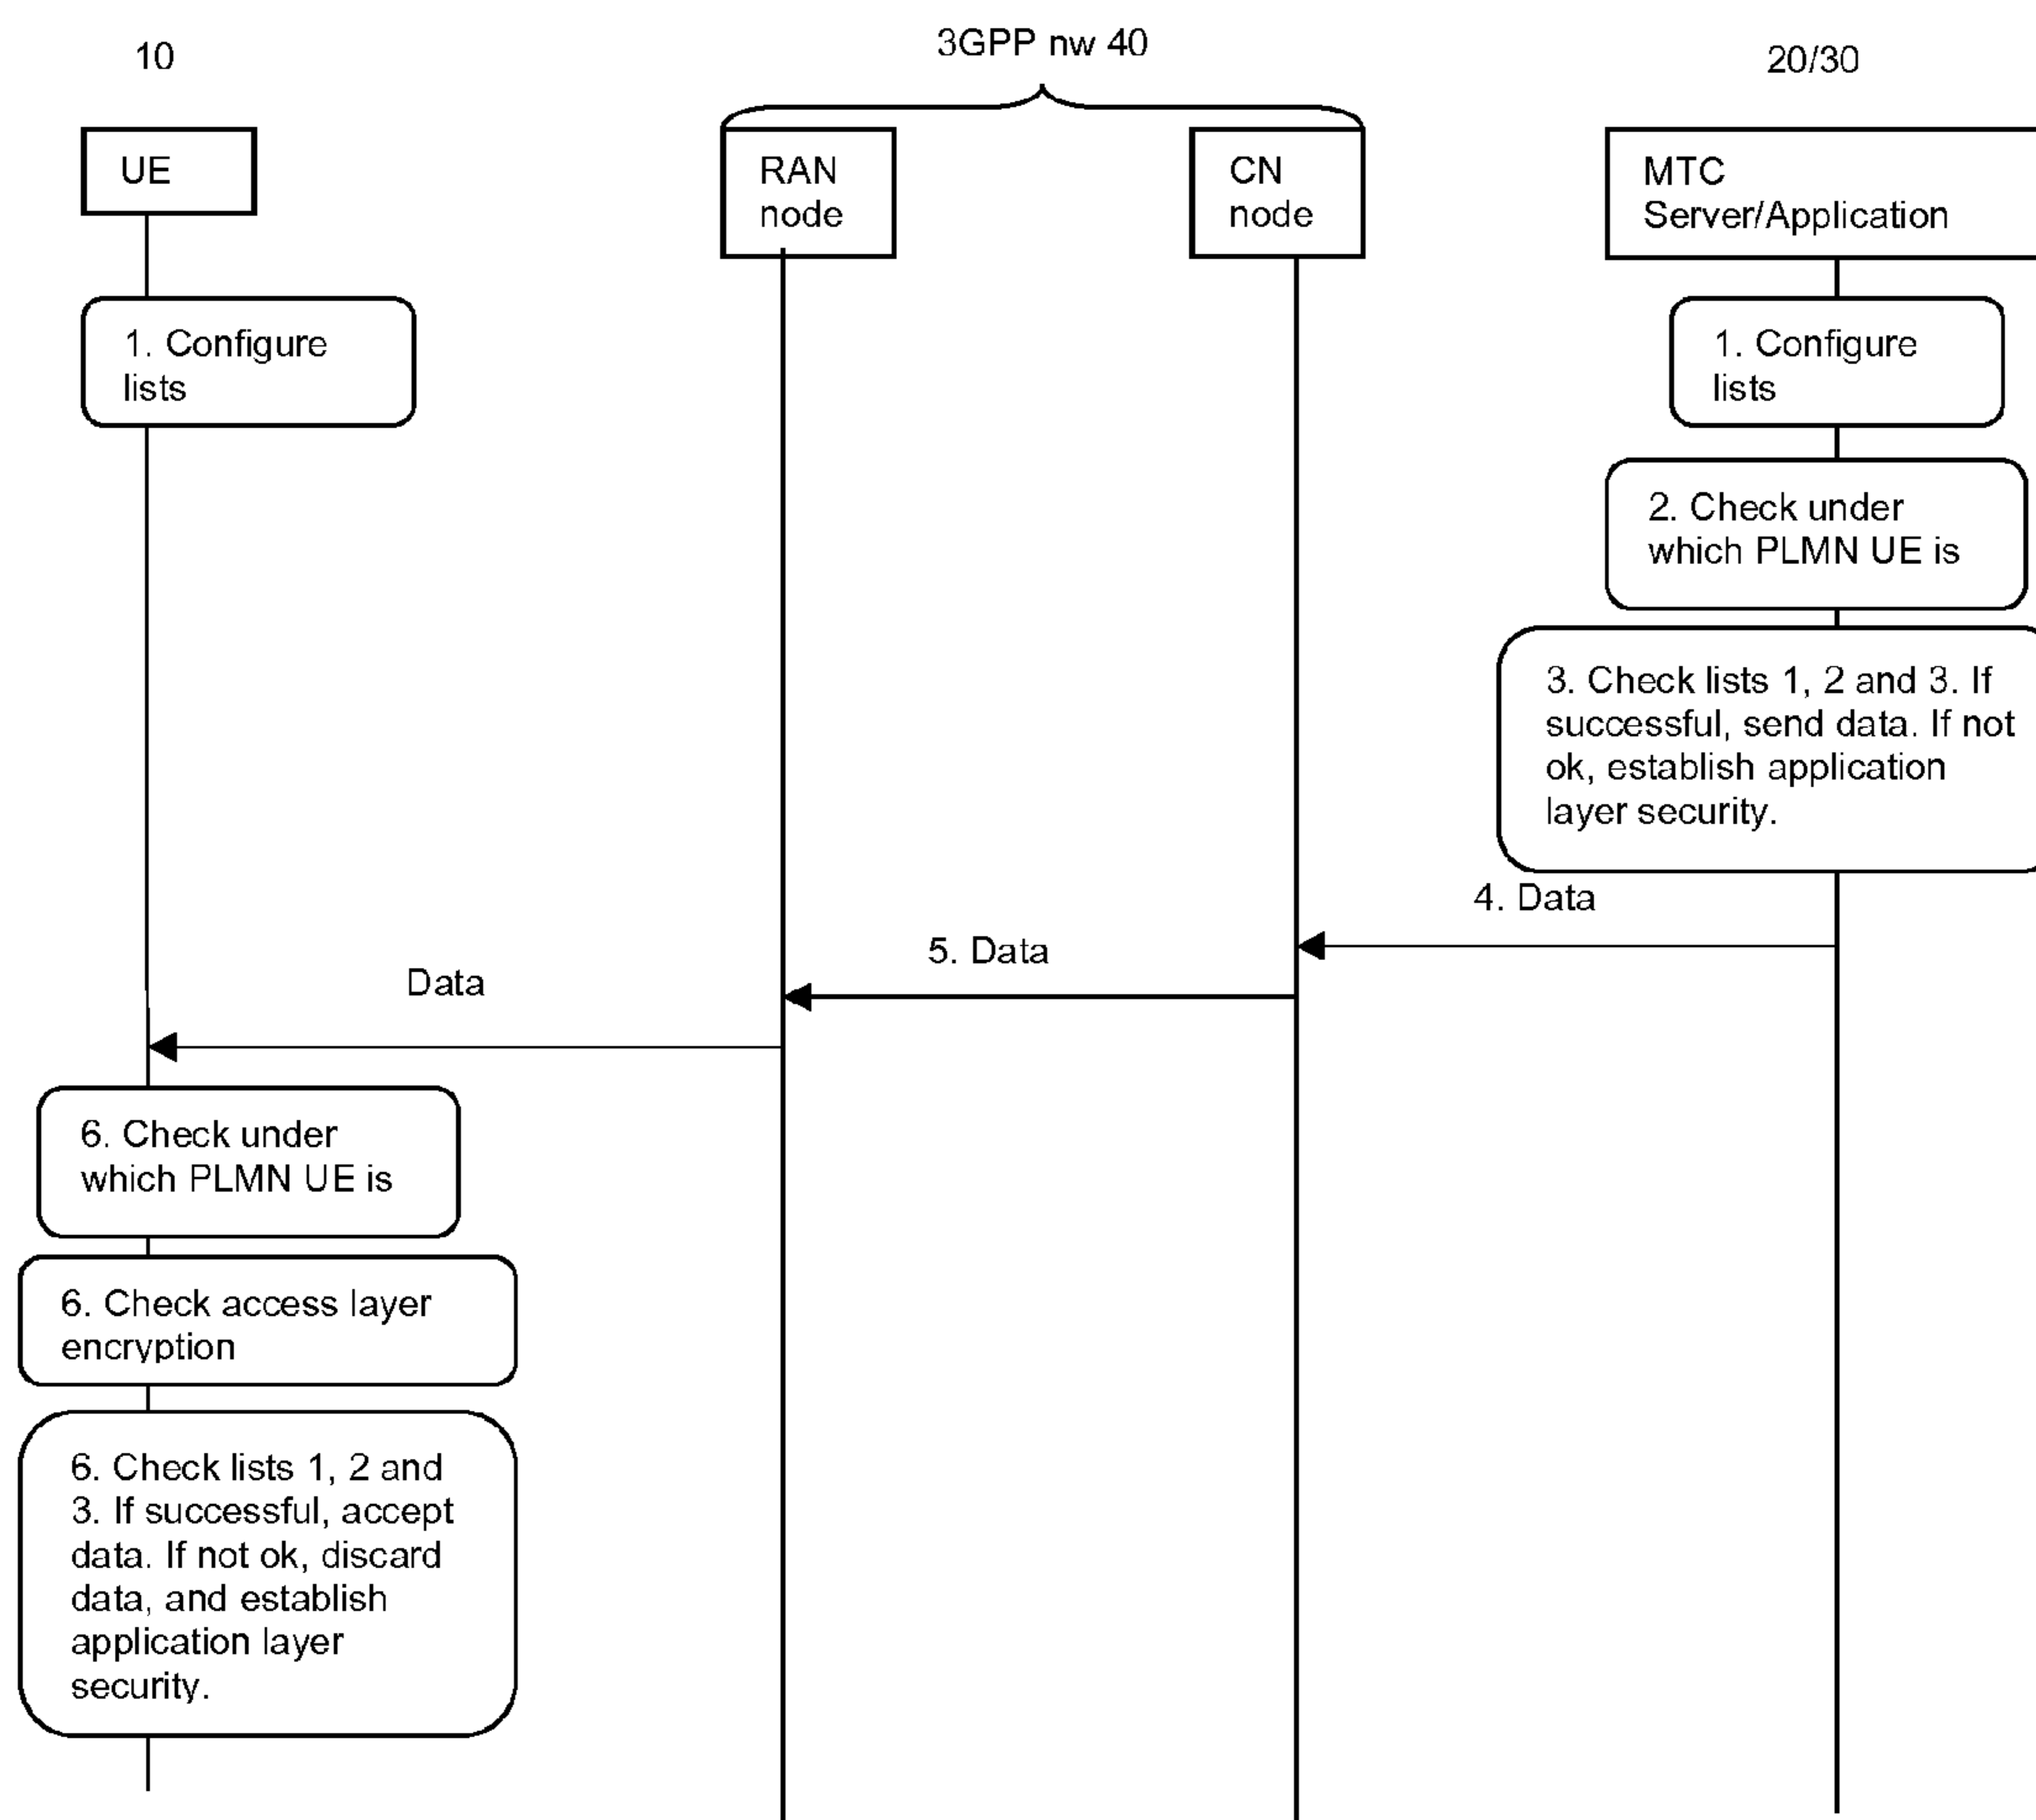 10
3GPP nw 40
20/30
UE
RAN
node
CN
node
MTC
Server/Application
1. Configure
lists
1. Configure
lists
2. Check under
which PLMN UE is
3. Check lists 1, 2 and 3. If
successful, send data. If not
ok, establish application
layer security.
4. Data
5. Data
Data
6. Check under
which PLMN UE is
6. Check access layer
encryption
6. Check lists 1, 2 and
3. If successful, accept
data. If not ok, discard
data, and establish
application layer
security.